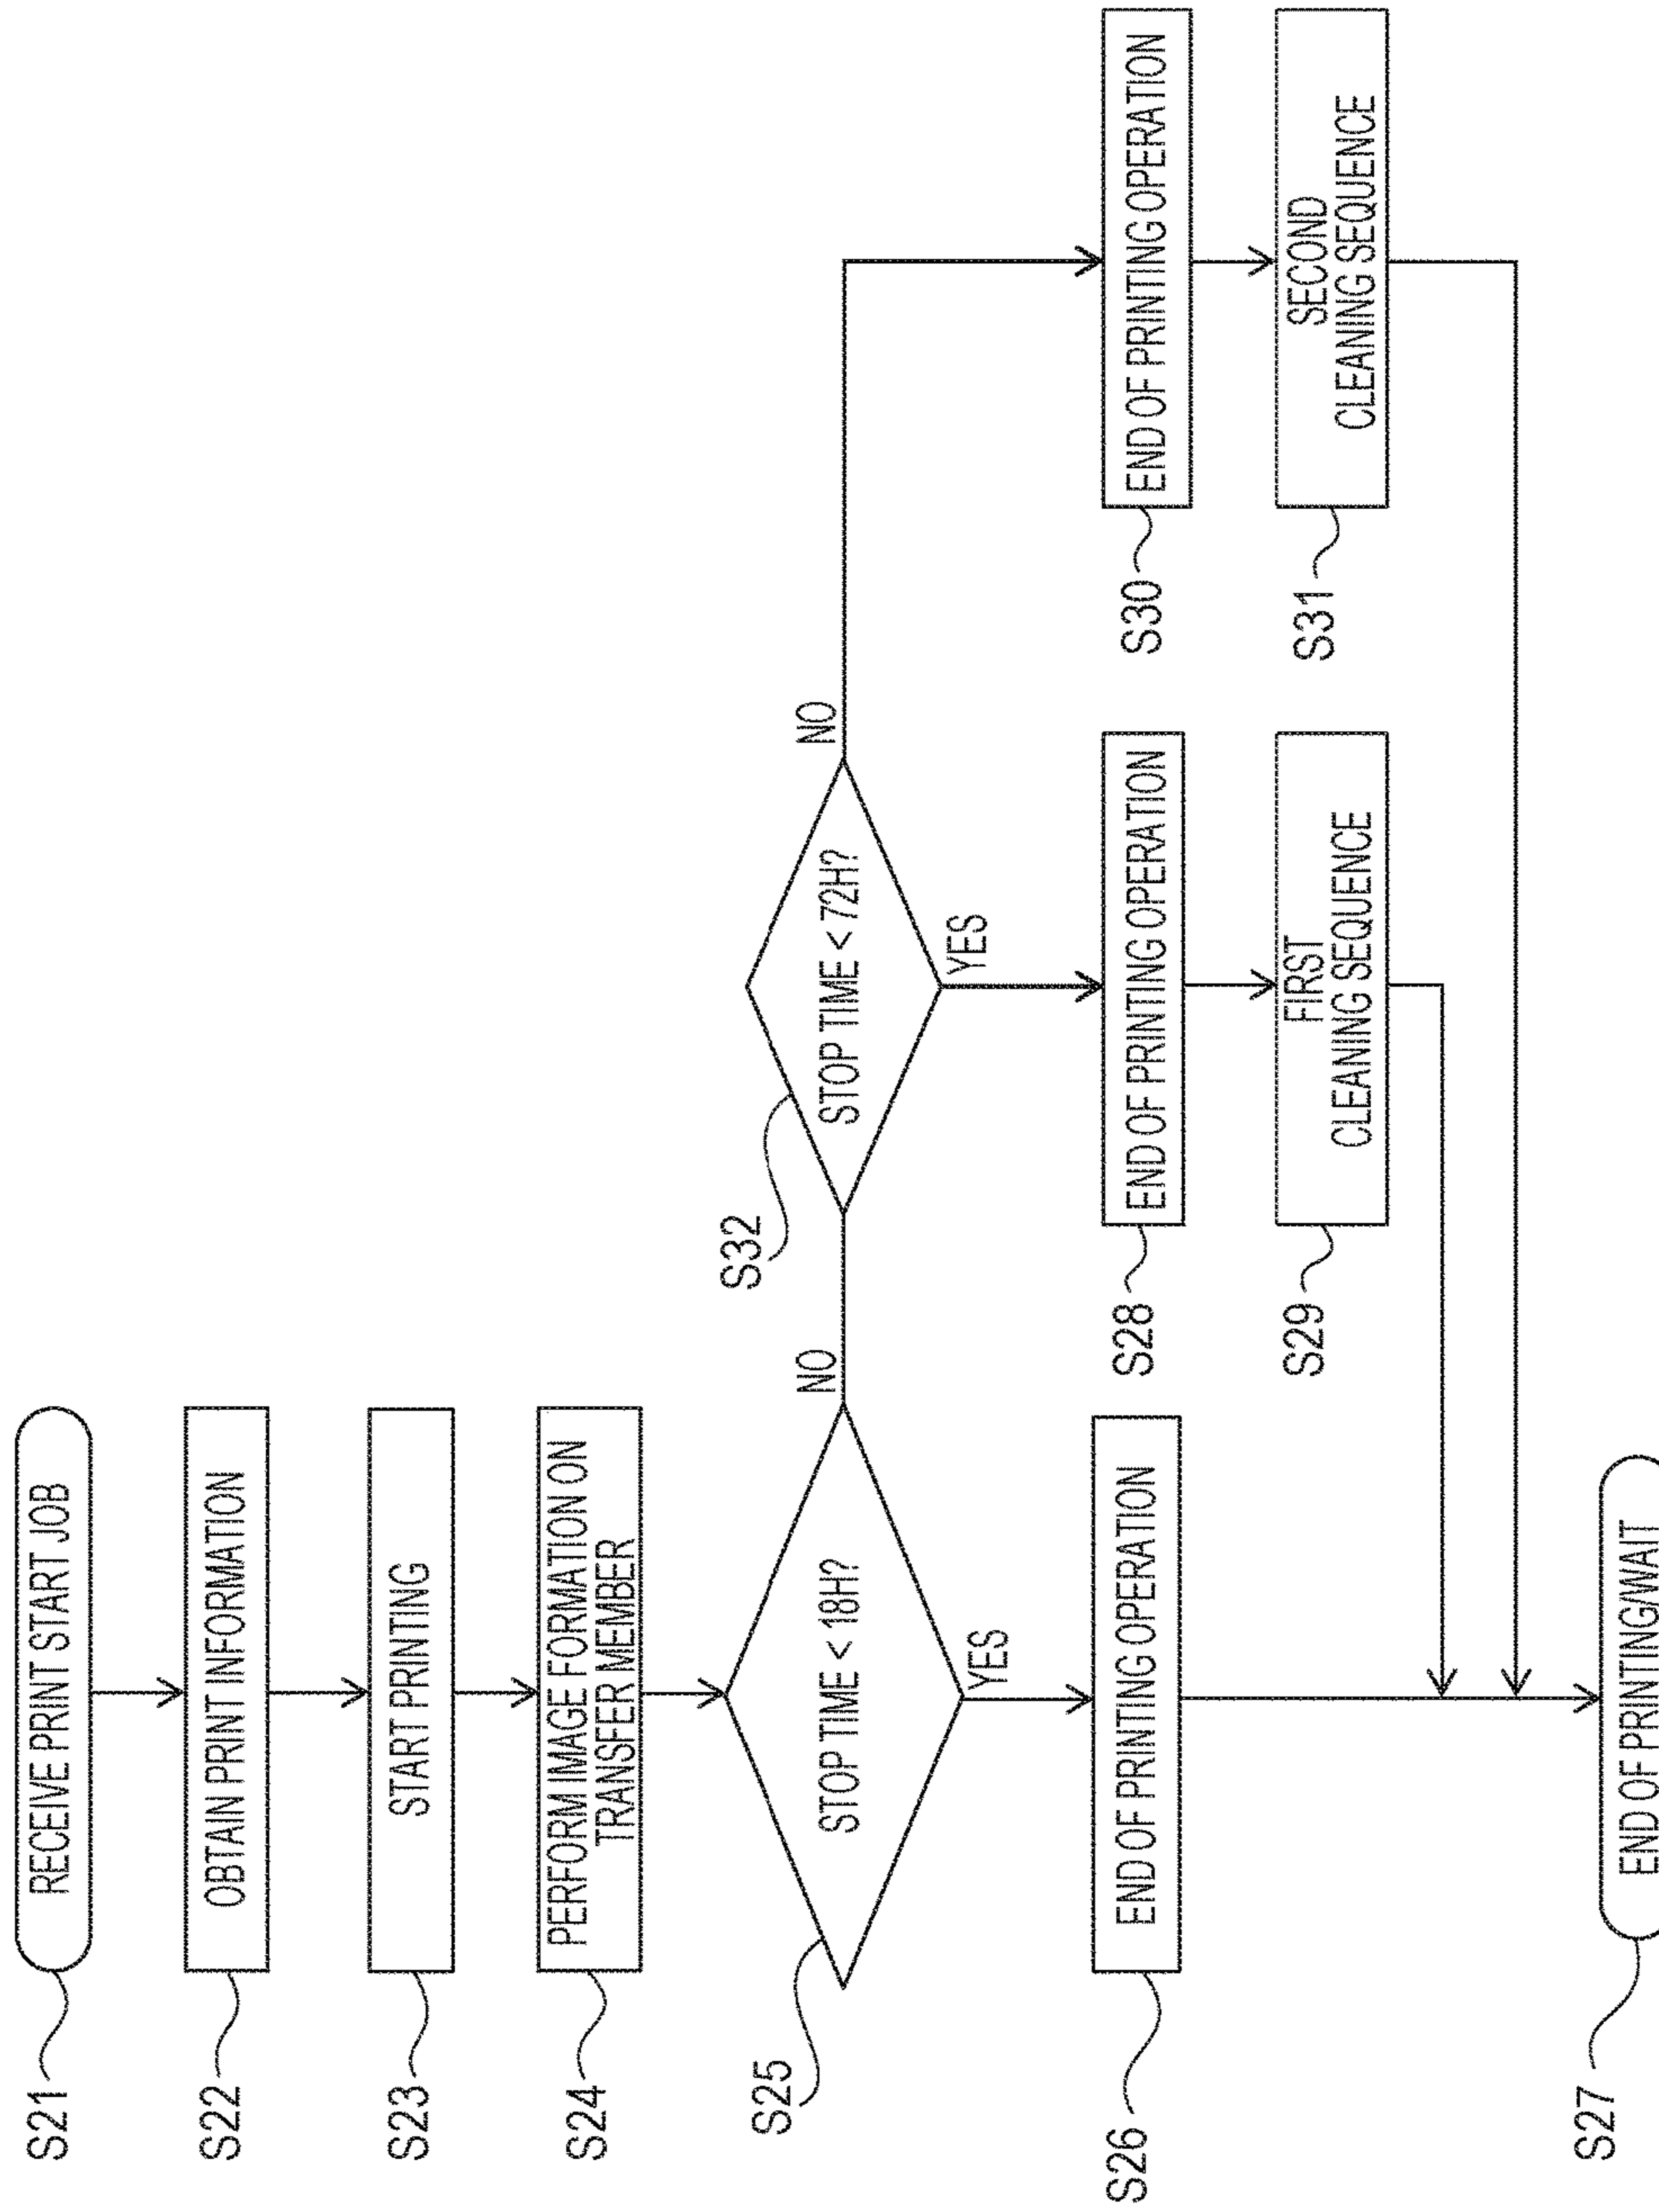 S21
RECEIVE PRINT START JOB
S22
OBTAIN PRINT INFORMATION
S23
START PRINTING
S24
PERFORM IMAGE FORMATION ON
TRANSFER MEMBER
S25
STOP TIME < 18H?
NO
YES
S32
STOP TIME < 72H?
NO
YES
S26
END OF PRINTING OPERATION
S28
END OF PRINTING OPERATION
S30
END OF PRINTING OPERATION
S29
FIRST
CLEANING SEQUENCE
S31
SECOND
CLEANING SEQUENCE
S27
END OF PRINTING/WAIT